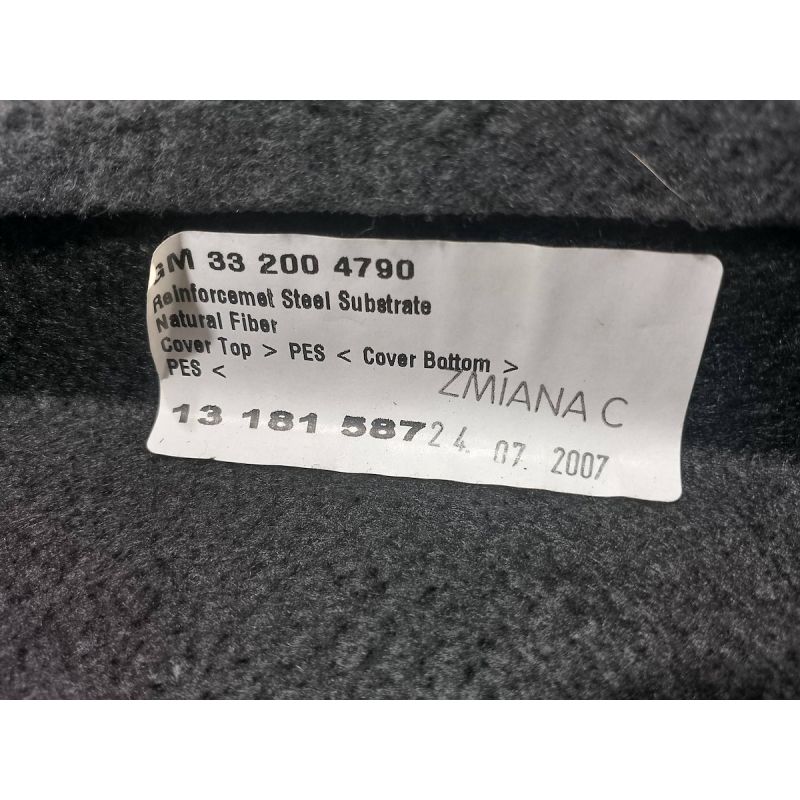 GM 33 200 4790
Reinforcemet Steel Substrate
Natural Fiber
Cover Top > PES < Cover Bottom >
PES <
ZMIANA C
13 181 587 24. 07. 2007